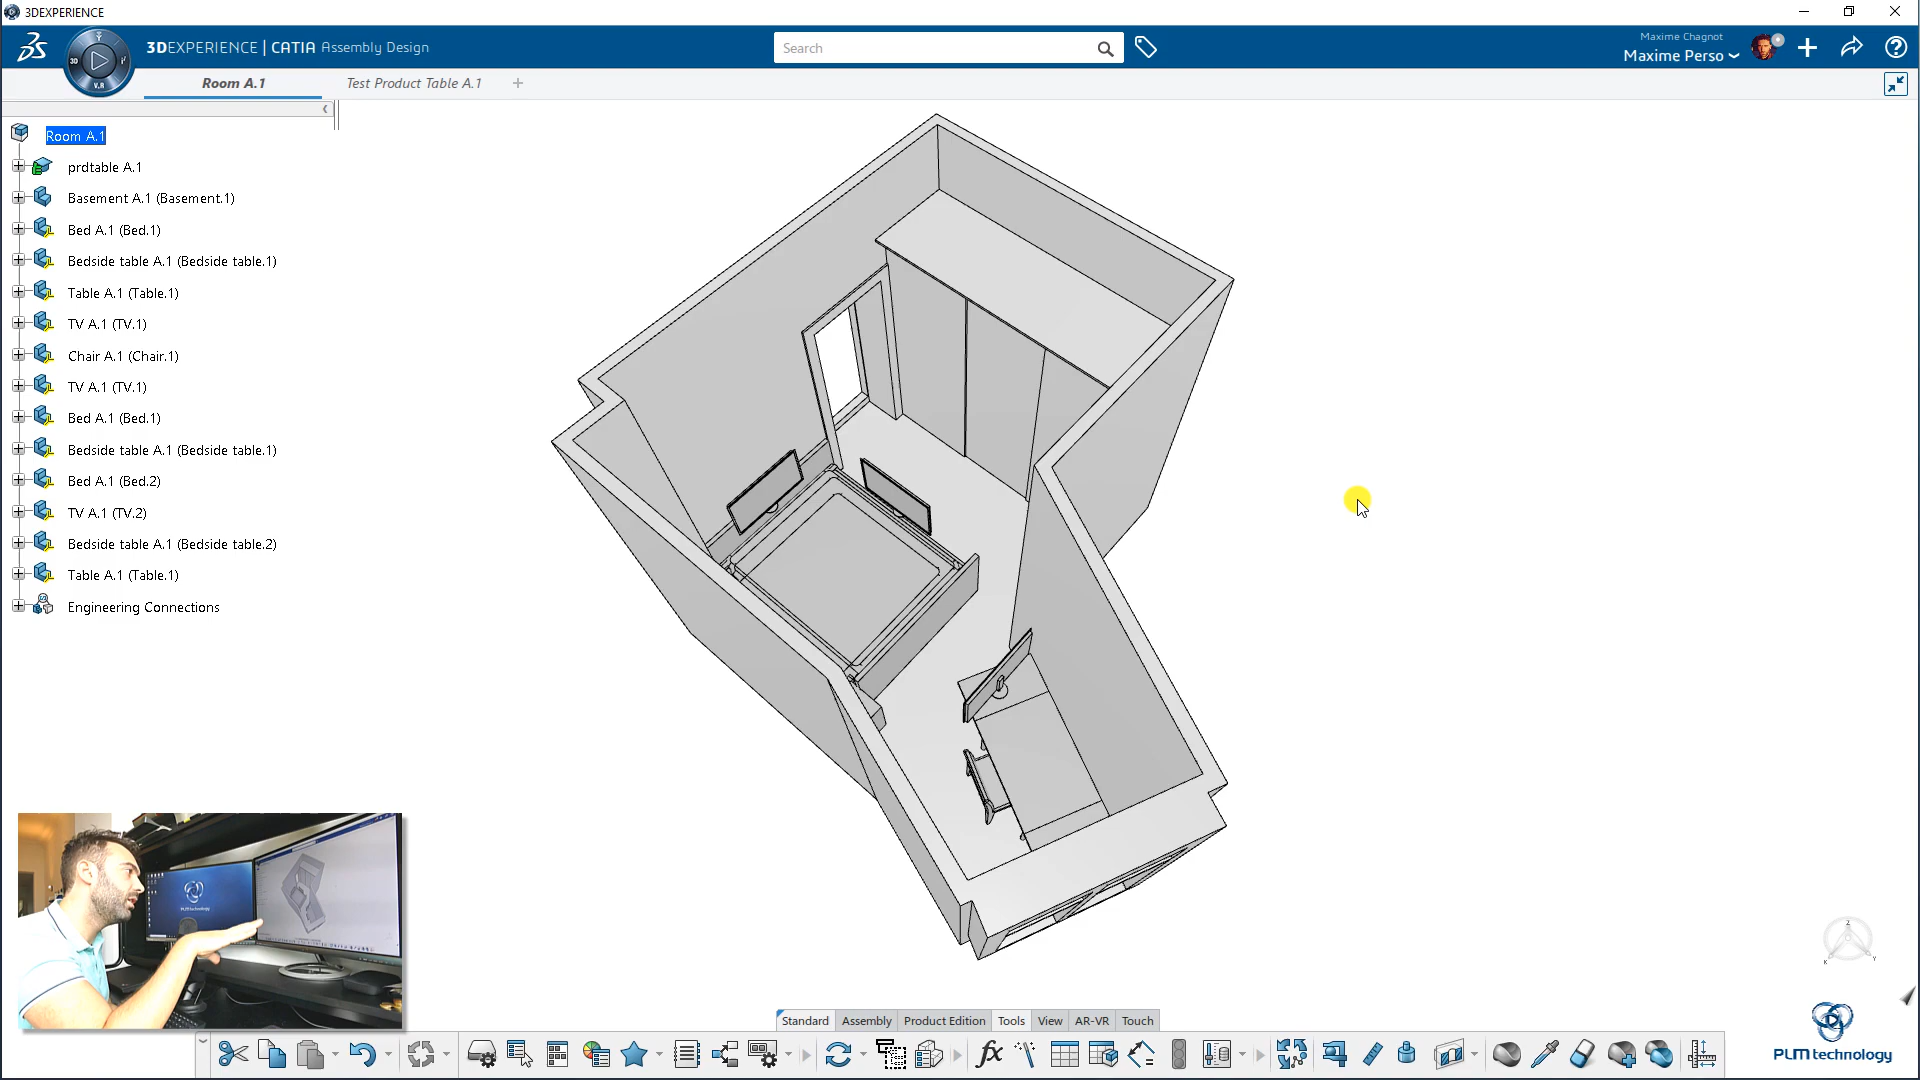 3DEXPERIENCE
3DEXPERIENCE | CATIA Assembly Design
Search
Maxime Chagnot
Maxime Perso
3D
V.R
Room A.1
Test Product Table A.1
Room A.1
prdtable A.1
Basement A.1 (Basement.1)
Bed A.1 (Bed.1)
Bedside table A.1 (Bedside table.1)
Table A.1 (Table.1)
TV A.1 (TV.1)
Chair A.1 (Chair.1)
TV A.1 (TV.1)
Bed A.1 (Bed.1)
Bedside table A.1 (Bedside table.1)
Bed A.1 (Bed.2)
TV A.1 (TV.2)
Bedside table A.1 (Bedside table.2)
Table A.1 (Table.1)
Engineering Connections
Standard
Assembly
Product Edition
Tools
View
AR-VR
Touch
fx
PLM technology